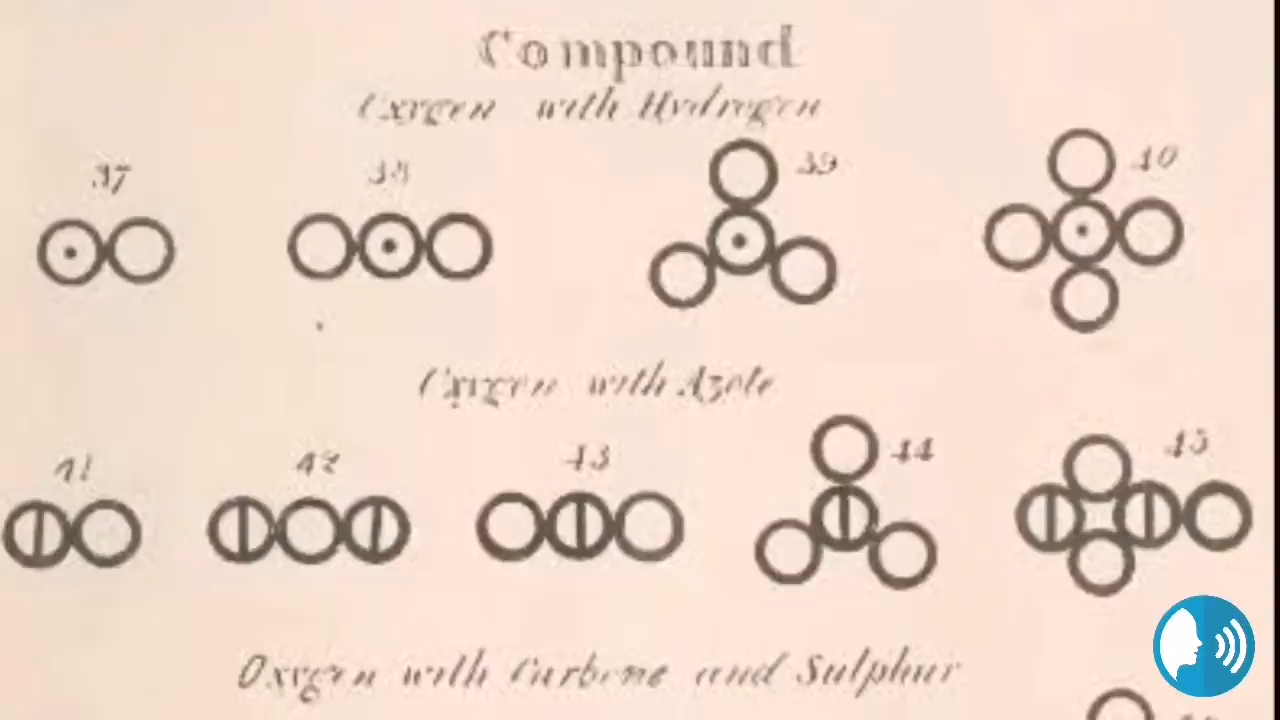 Compound
Oxygen with Hydrogen
37 38 39 40
Oxygen with Azote
41 42 43 44 45
Oxygen with Carbone and Sulphur